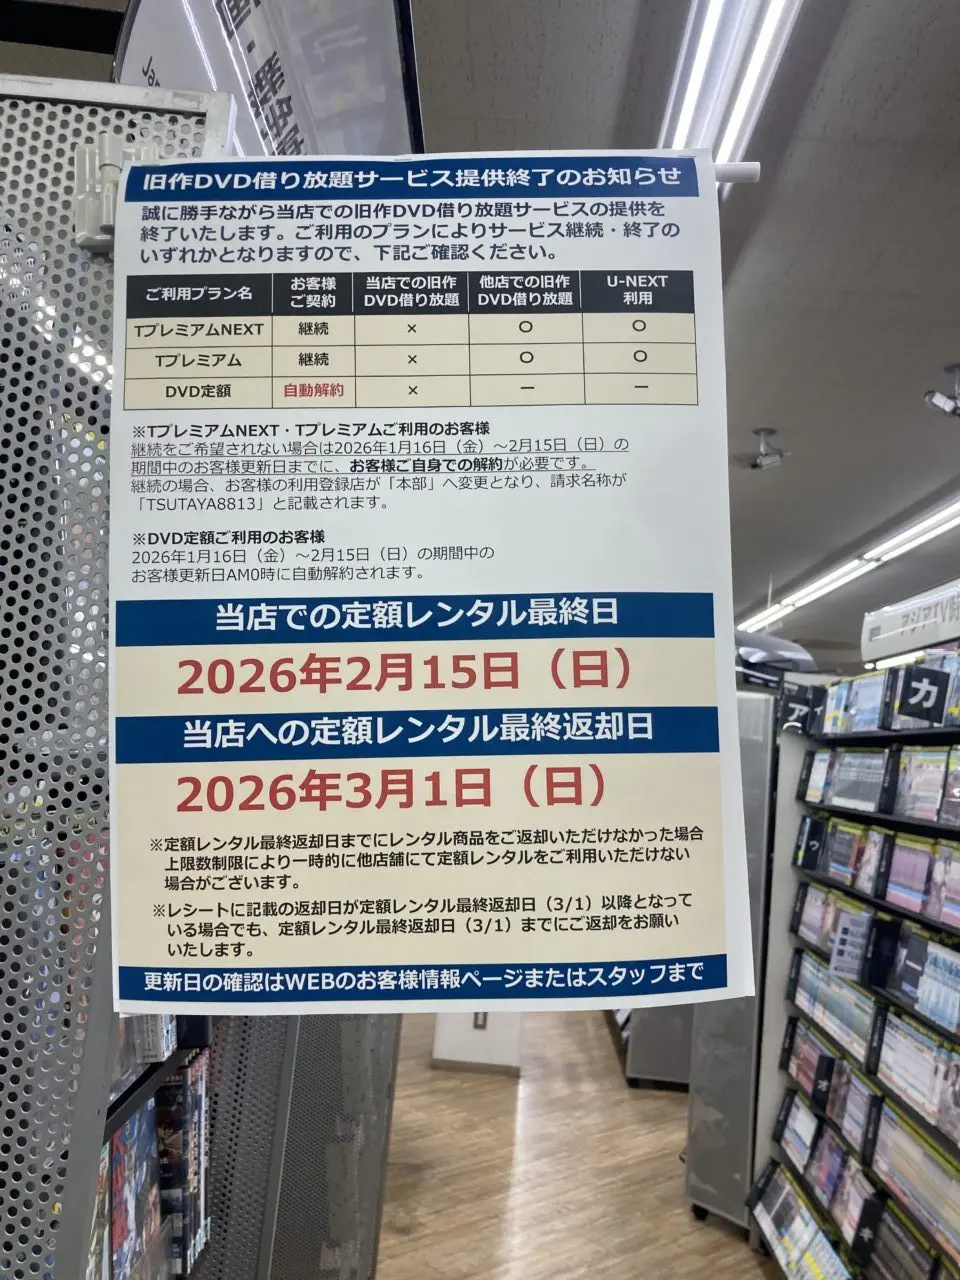 旧作DVD借り放題サービス提供終了のお知らせ
誠に勝手ながら当店での旧作DVD借り放題サービスの提供を
終了いたします。ご利用のプランによりサービス継続・終了の
いずれかとなりますので、下記ご確認ください。
ご利用プラン名 お客様ご契約 当店での旧作DVD借り放題 他店での旧作DVD借り放題 U-NEXT利用
TプレミアムNEXT 継続 × ○ ○
Tプレミアム 継続 × ○ ○
DVD定額 自動解約 × ー ー
※TプレミアムNEXT・Tプレミアムご利用のお客様
継続をご希望されない場合は2026年1月16日（金）～2月15日（日）の
期間中のお客様更新日までに、お客様ご自身での解約が必要です。
継続の場合、お客様の利用登録店が「本部」へ変更となり、請求名称が
「TSUTAYA8813」と記載されます。
※DVD定額ご利用のお客様
2026年1月16日（金）～2月15日（日）の期間中の
お客様更新日AM0時に自動解約されます。
当店での定額レンタル最終日
2026年2月15日（日）
当店への定額レンタル最終返却日
2026年3月1日（日）
※定額レンタル最終返却日までにレンタル商品をご返却いただけなかった場合
上限数制限により一時的に他店舗にて定額レンタルをご利用いただけない
場合がございます。
※レシートに記載の返却日が定額レンタル最終返却日（3/1）以降となって
いる場合でも、定額レンタル最終返却日（3/1）までにご返却をお願い
いたします。
更新日の確認はWEBのお客様情報ページまたはスタッフまで
アジアTV
ア
カ